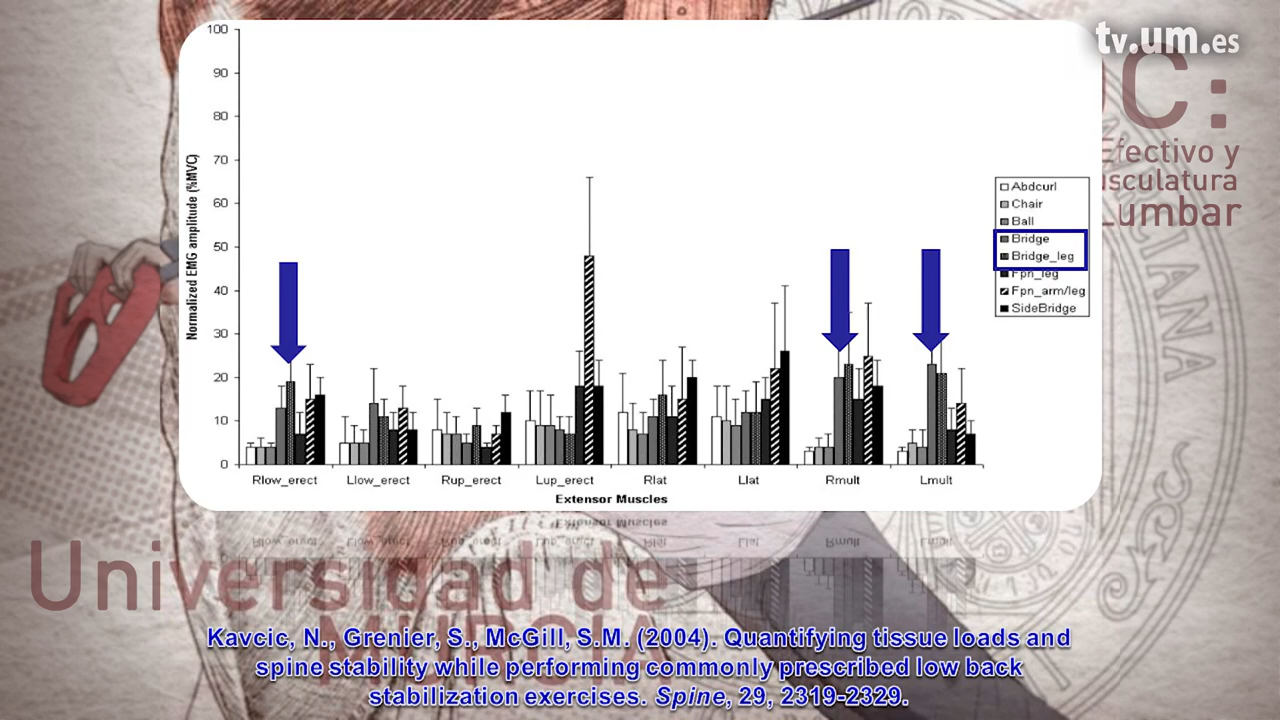 tv.um.es
OC:
Efectivo y
usculatura
Lumbar
100
90
80
70
60
50
40
30
20
10
0
Normalized EMG amplitude (%MVC)
Abdcurl
Chair
Ball
Bridge
Bridge_leg
Fpn_leg
Fpn_arm/leg
SideBridge
Rlow_erect Llow_erect Rup_erect Lup_erect Rlat Llat Rmult Lmult
Extensor Muscles
Universidad de
MURCIA
Kavcic, N., Grenier, S., McGill, S.M. (2004). Quantifying tissue loads and
spine stability while performing commonly prescribed low back
stabilization exercises. Spine, 29, 2319-2329.